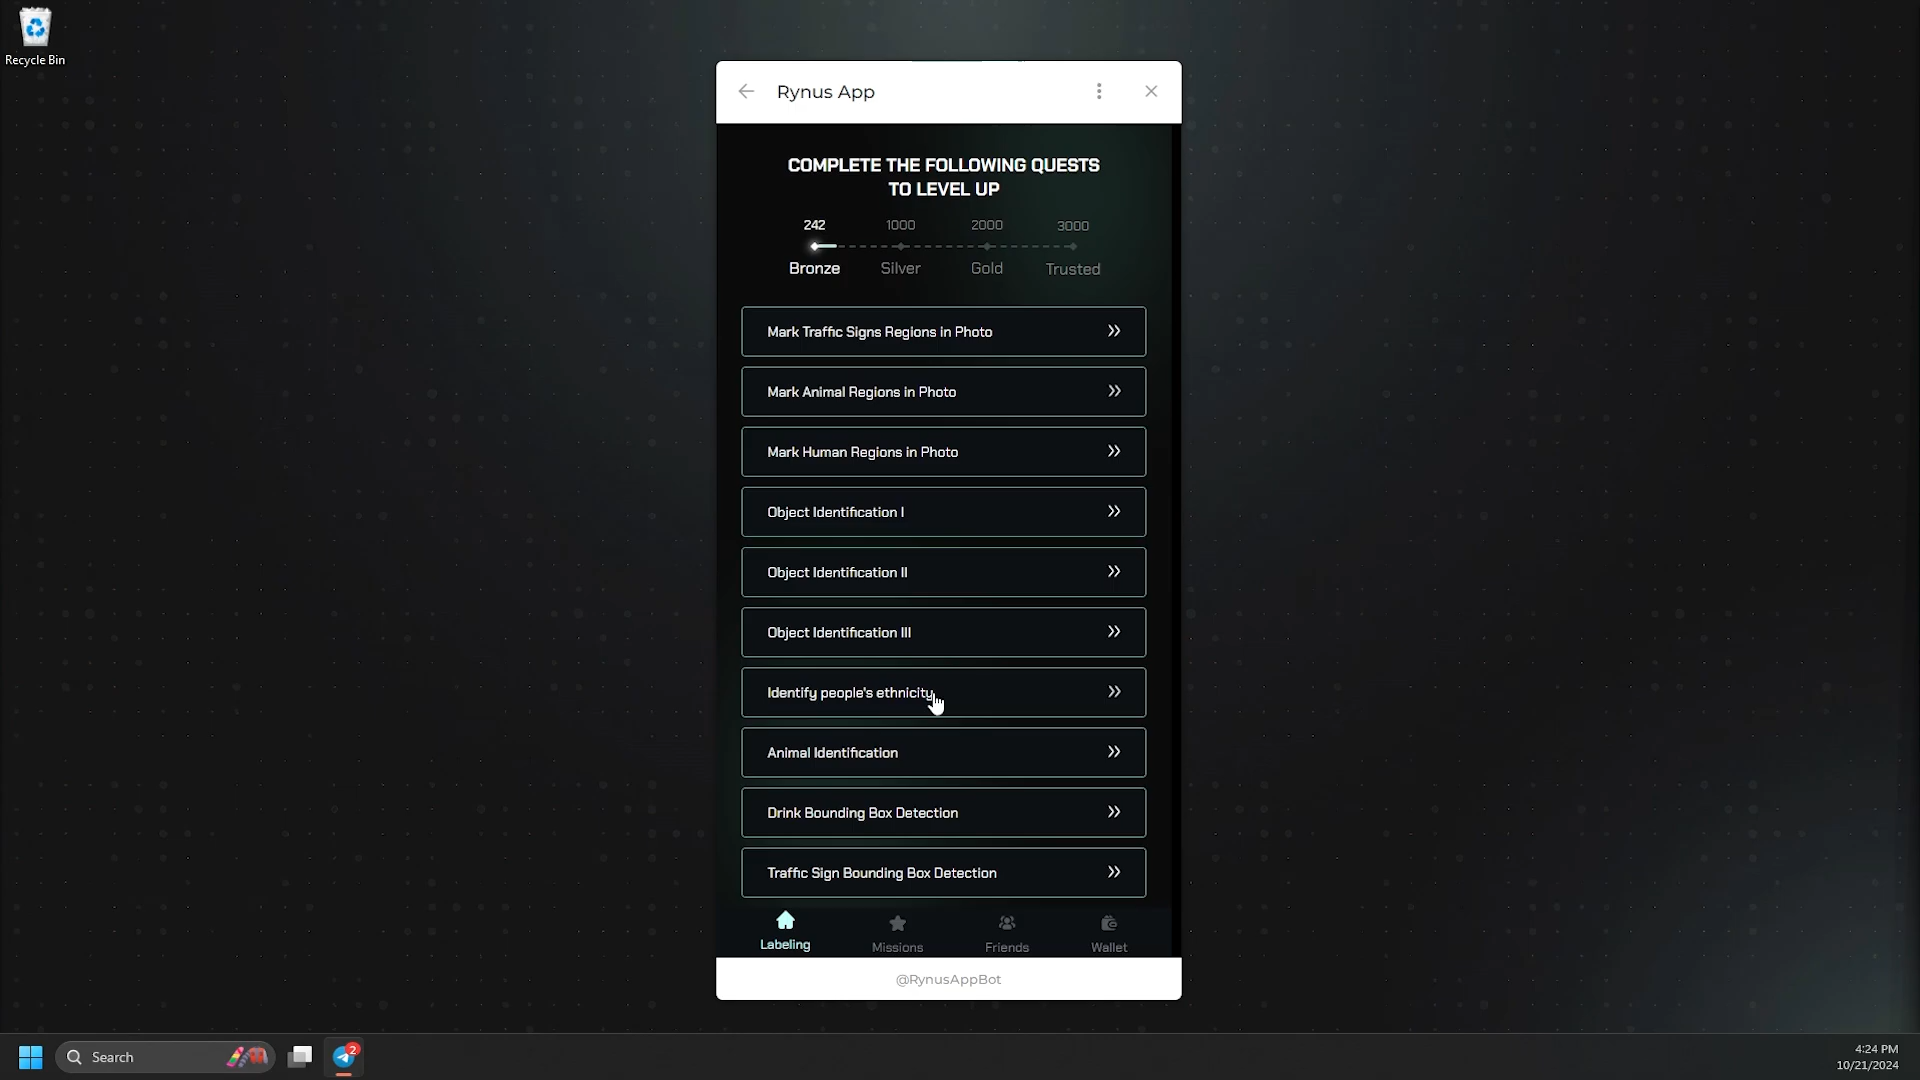 Recycle Bin
Rynus App
COMPLETE THE FOLLOWING QUESTS
TO LEVEL UP
242 1000 2000 3000
Bronze Silver Gold Trusted
Mark Traffic Signs Regions in Photo
Mark Animal Regions in Photo
Mark Human Regions in Photo
Object Identification I
Object Identification II
Object Identification III
Identify people's ethnicity
Animal Identification
Drink Bounding Box Detection
Traffic Sign Bounding Box Detection
Labeling Missions Friends Wallet
@RynusAppBot
Search
2
4:24 PM
10/21/2024